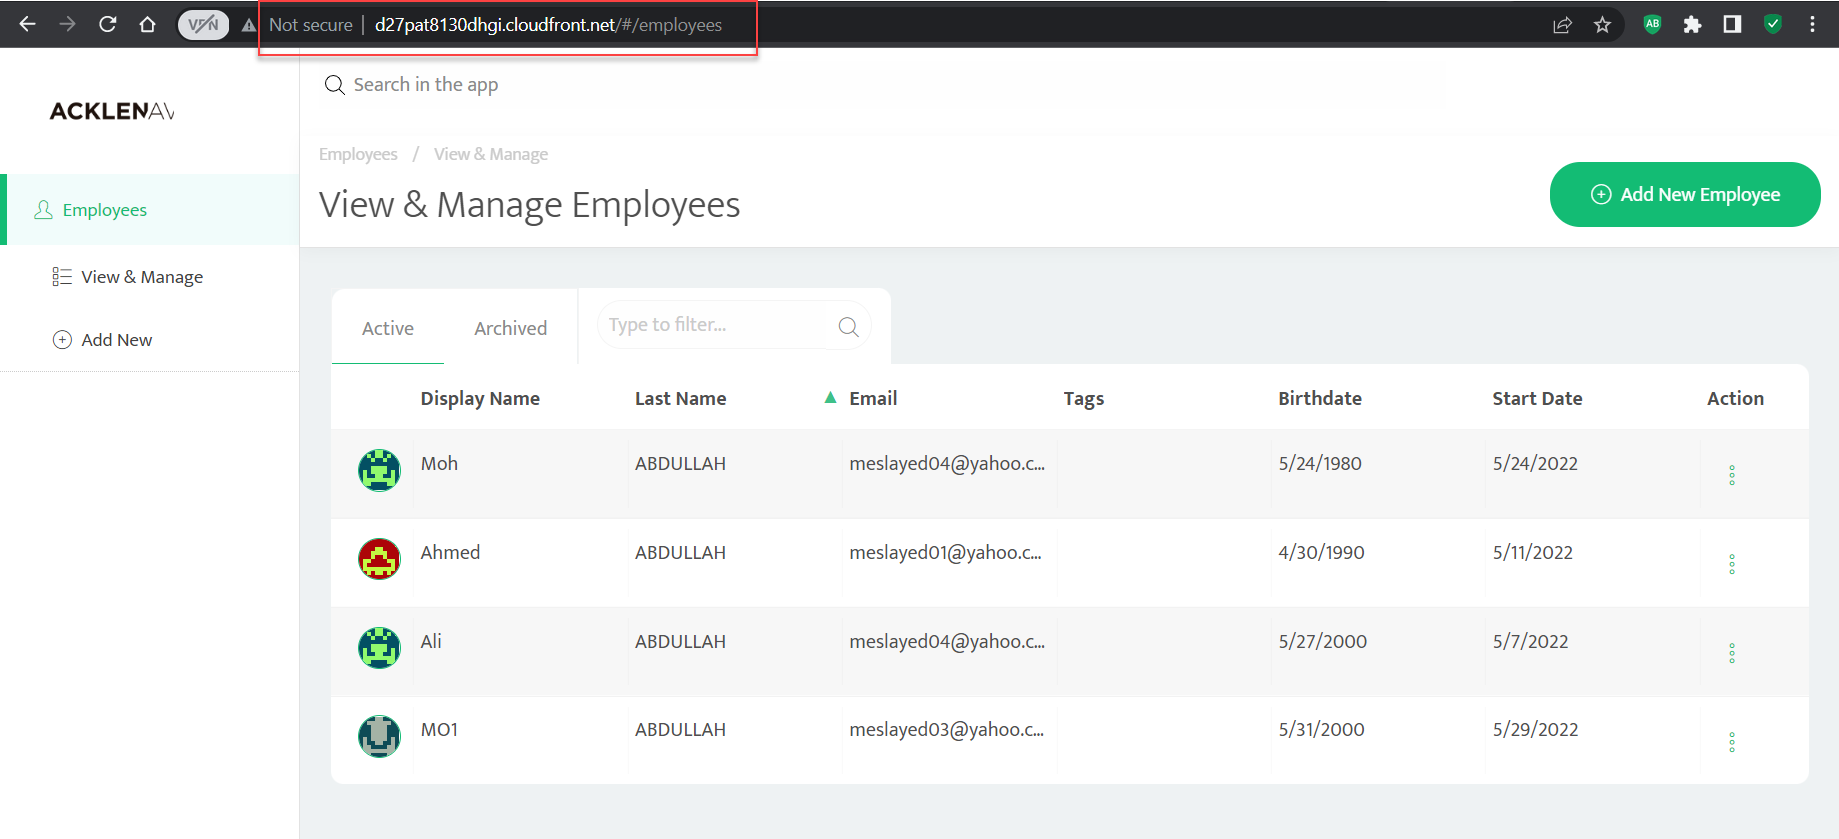 VPN Not secure | d27pat8130dhgi.cloudfront.net/#/employees AB
Search in the app
ACKLENAV
Employees / View & Manage
View & Manage Employees
Add New Employee
Employees
View & Manage
Add New
Active Archived Type to filter...
Display Name Last Name Email Tags Birthdate Start Date Action
Moh ABDULLAH meslayed04@yahoo.c... 5/24/1980 5/24/2022
Ahmed ABDULLAH meslayed01@yahoo.c... 4/30/1990 5/11/2022
Ali ABDULLAH meslayed04@yahoo.c... 5/27/2000 5/7/2022
MO1 ABDULLAH meslayed03@yahoo.c... 5/31/2000 5/29/2022